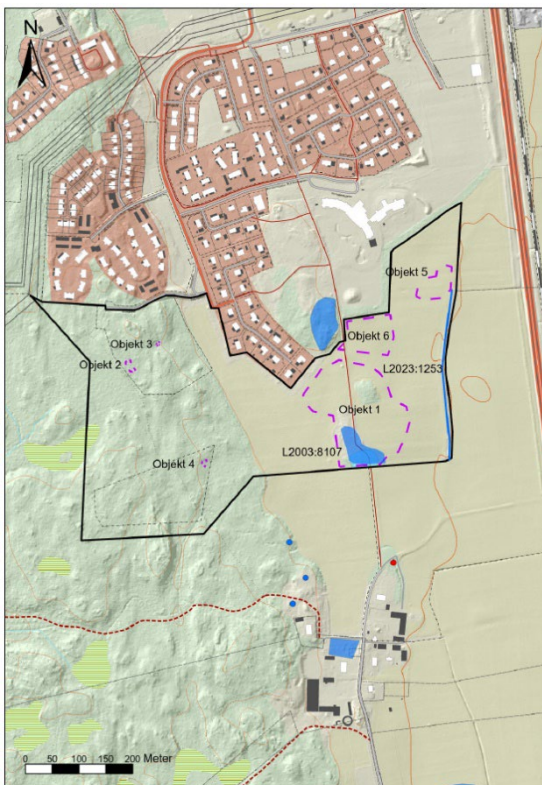 N
Objekt 5
Objekt 6
Objekt 3
Objekt 2
L2023:1253
Objekt 1
L2003:8107
Objekt 4
0 50 100 150 200 Meter